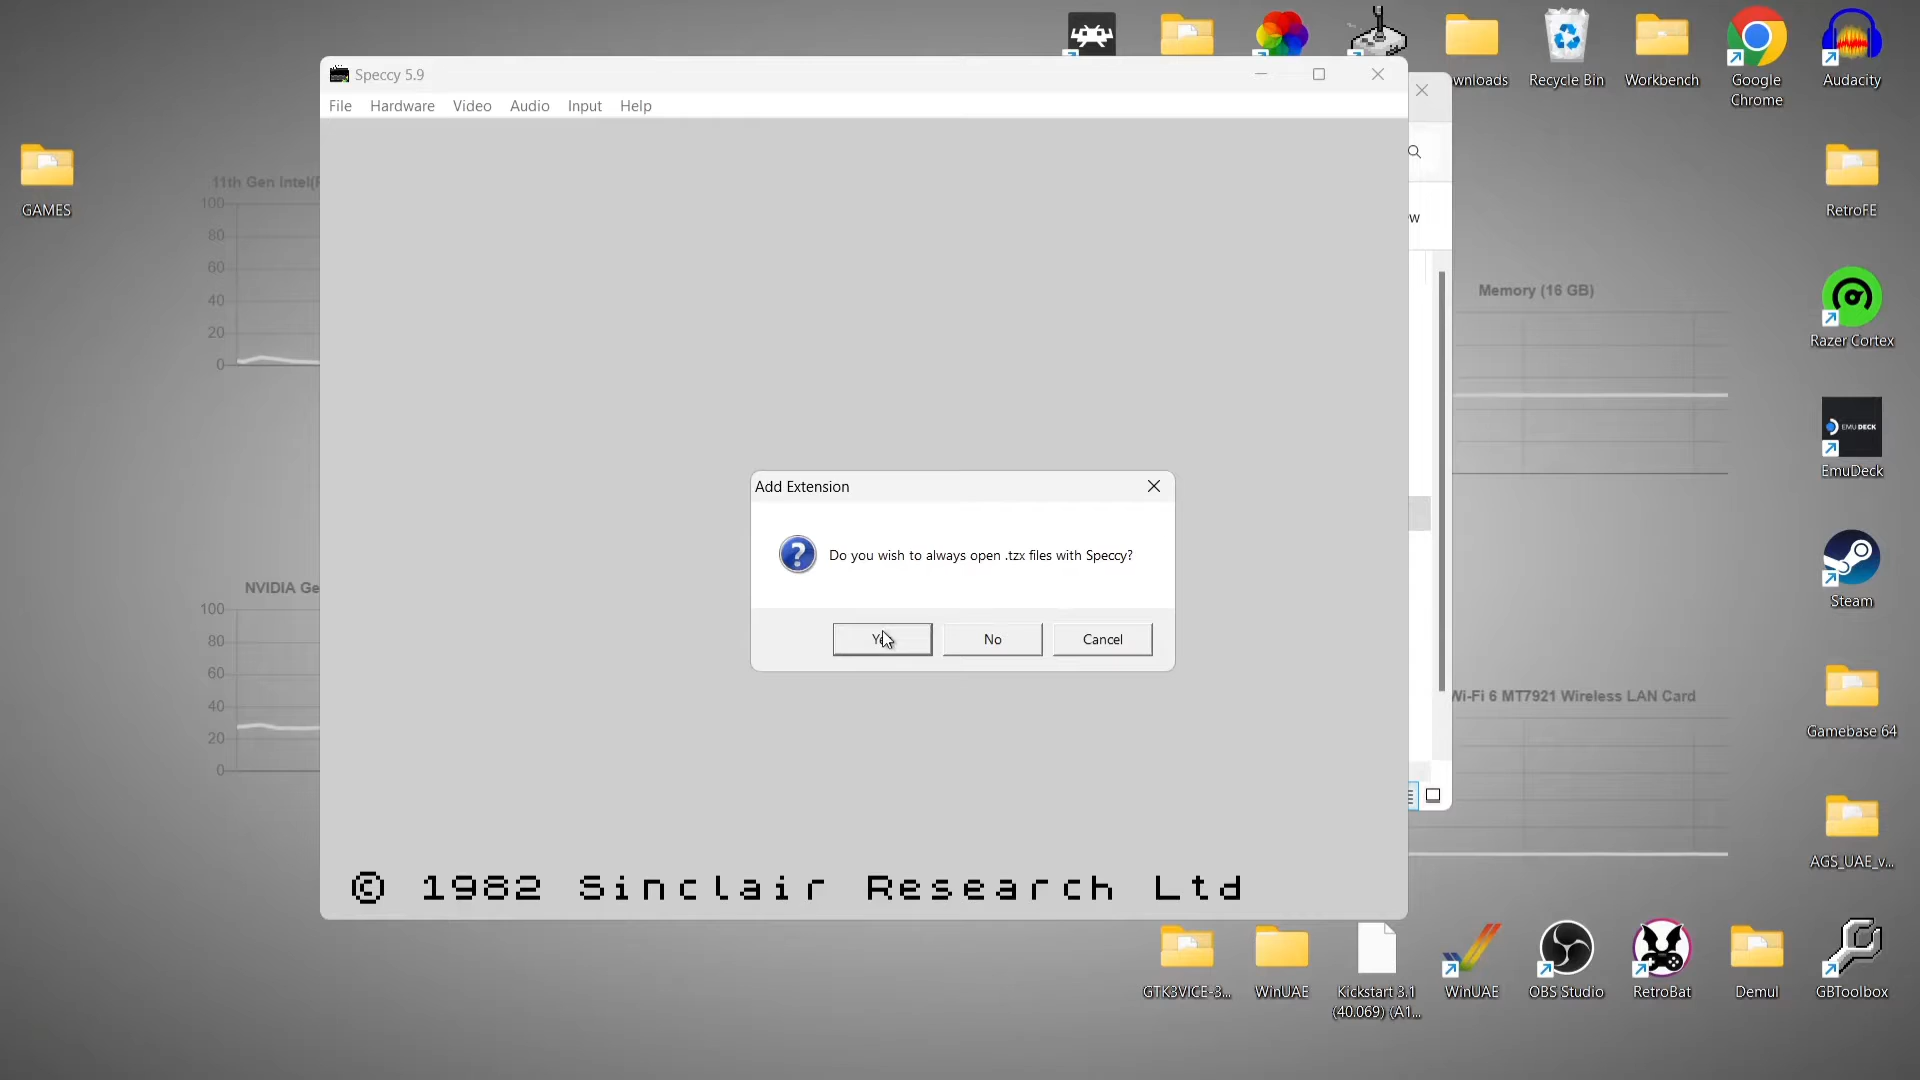 Speccy 5.9
File Hardware Video Audio Input Help
Add Extension
Do you wish to always open .tzx files with Speccy?
No
Cancel
© 1982 Sinclair Research Ltd
GAMES
11th Gen Intel(
100
80
60
40
20
0
NVIDIA Ge
100
80
60
40
20
0
wnloads
Recycle Bin
Workbench
Google
Chrome
Audacity
RetroFE
Memory (16 GB)
Razer Cortex
EMUDECK
EmuDeck
Steam
Wi-Fi 6 MT7921 Wireless LAN Card
Gamebase 64
AGS_UAE_v...
GTK3VICE-3...
WinUAE
Kickstart 3.1
(40.069) (A1...
WinUAE
OBS Studio
RetroBat
Demul
GBToolbox